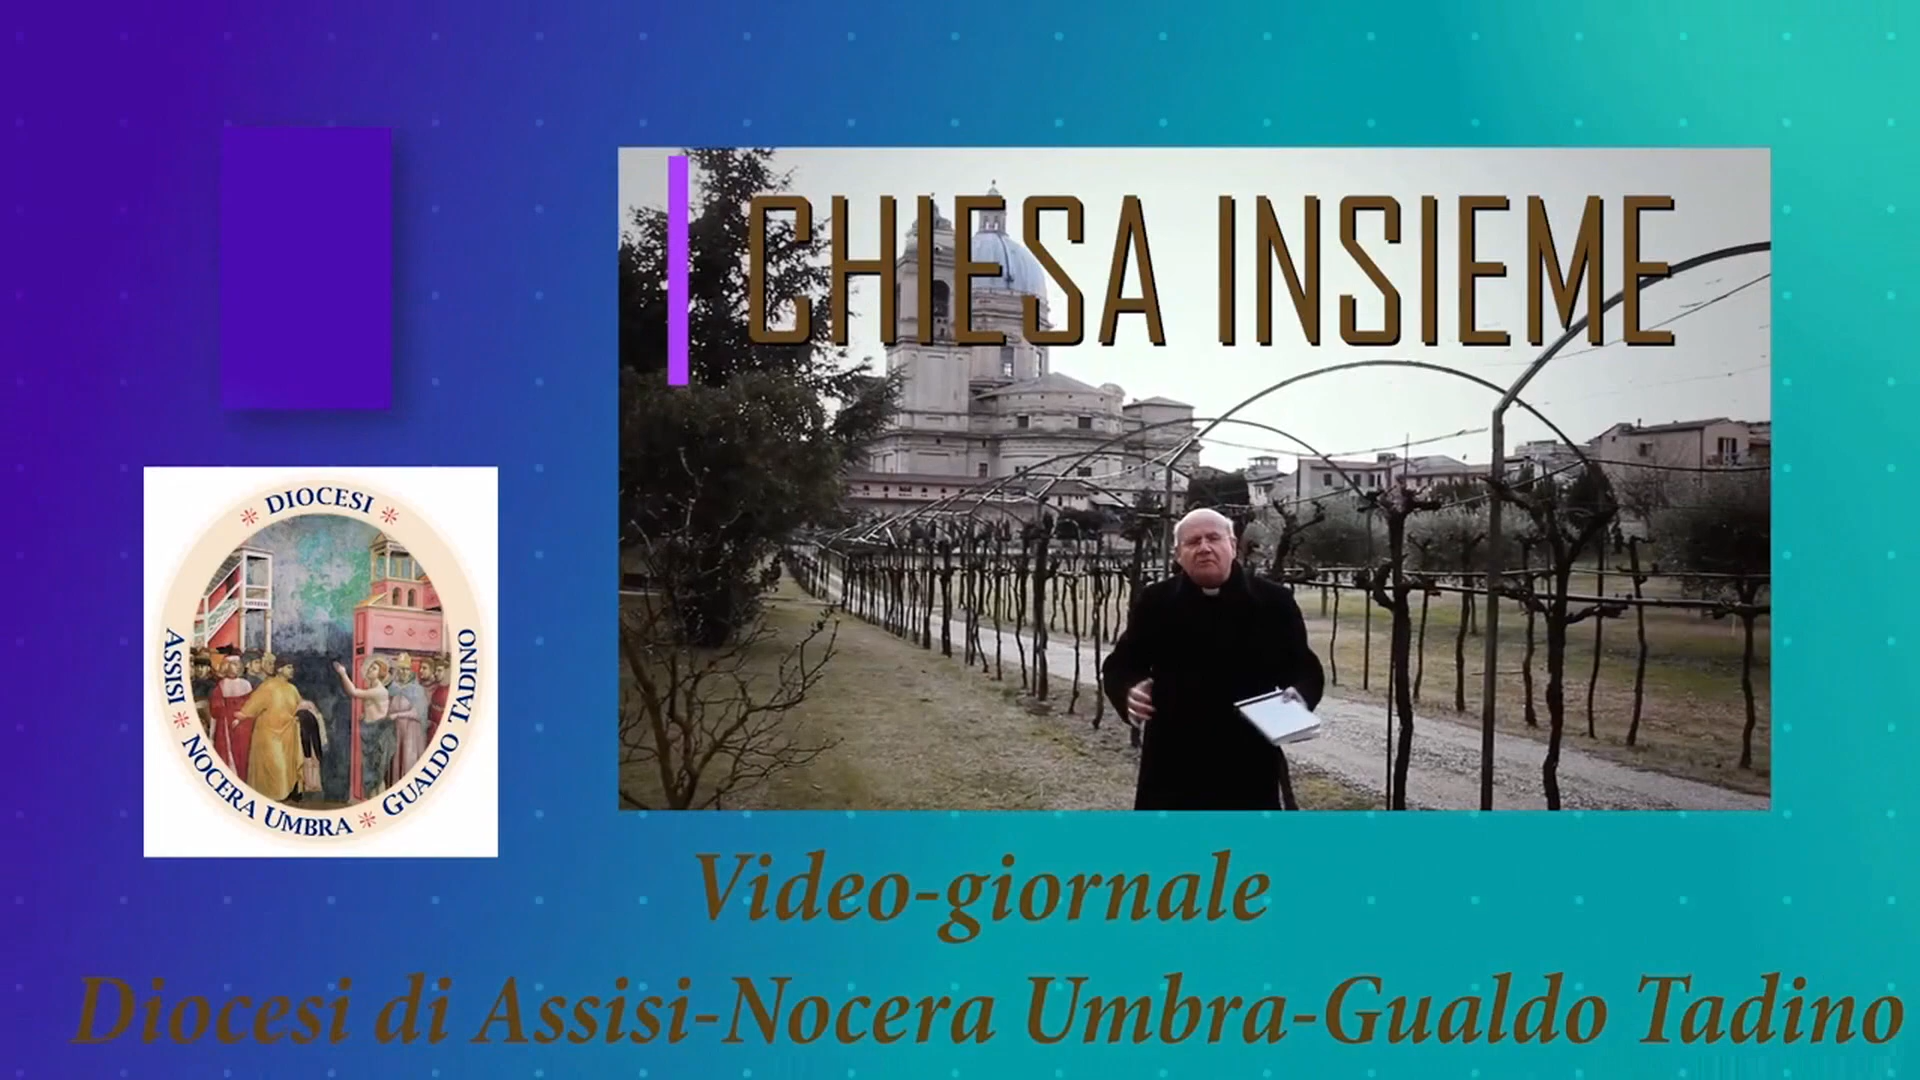 CHIESA INSIEME
DIOCESI
ASSISI * NOCERA UMBRA * GUALDO TADINO
Video-giornale
Diocesi di Assisi-Nocera Umbra-Gualdo Tadino